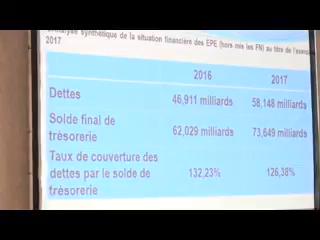 Analyse synthétique de la situation financière des EPE (hors mis les FN) au titre de
2017
2016 2017
Dettes 46,911 milliards 58,148 milliards
Solde final de
trésorerie 62,029 milliards 73,649 milliards
Taux de couverture des
dettes par le solde de
trésorerie 132,23% 126,38%